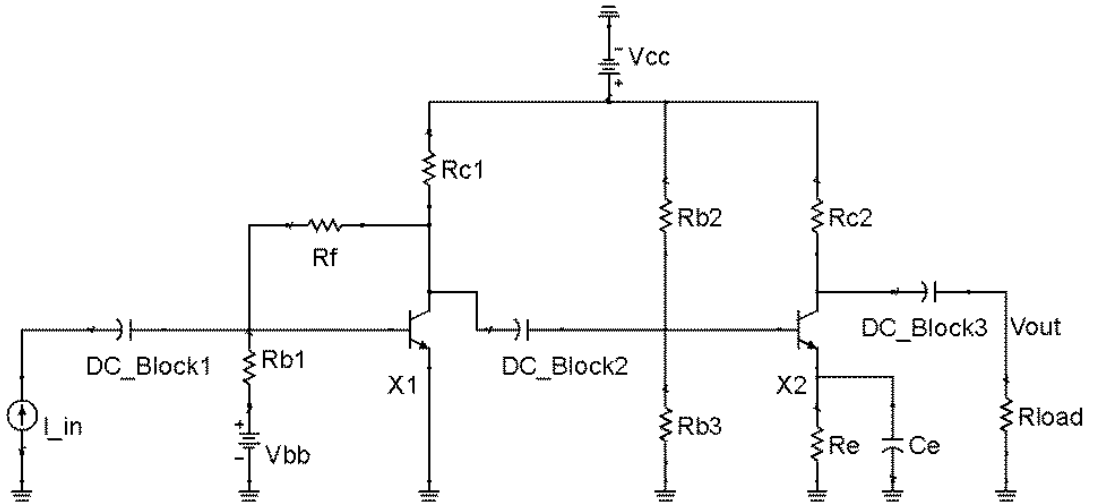 -
Vcc
+
Rc1
Rb2
Rc2
Rf
DC_Block1
Rb1
X1
DC_Block2
X2
DC_Block3
Vout
I_in
+
-
Vbb
Rb3
Re
Ce
Rload